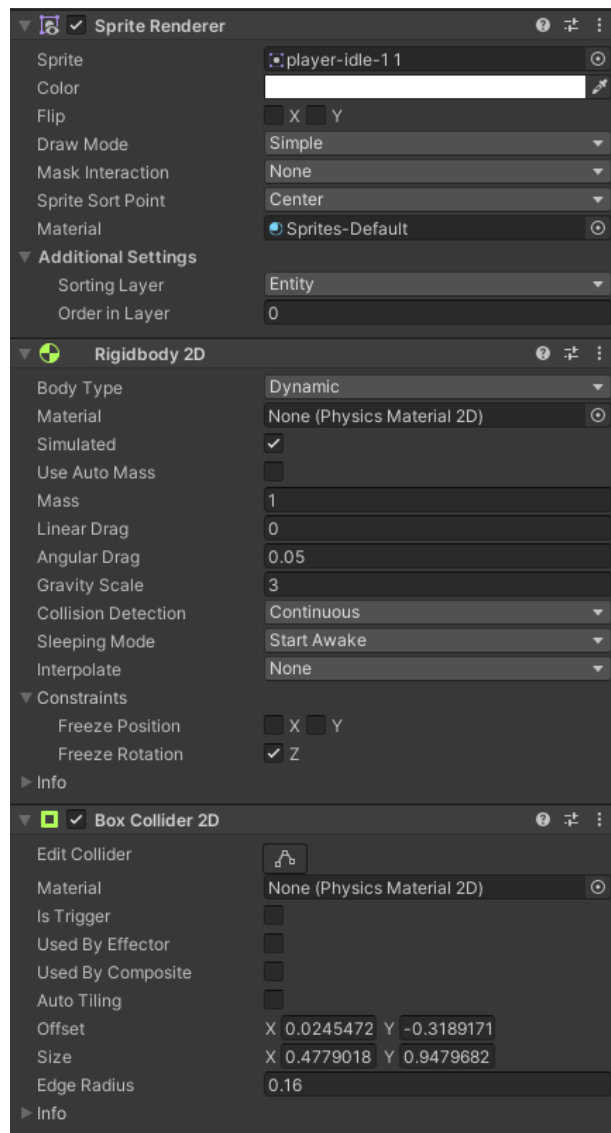 Sprite Renderer
Sprite player-idle-1 1
Color
Flip X Y
Draw Mode Simple
Mask Interaction None
Sprite Sort Point Center
Material Sprites-Default
Additional Settings
Sorting Layer Entity
Order in Layer 0
Rigidbody 2D
Body Type Dynamic
Material None (Physics Material 2D)
Simulated
Use Auto Mass
Mass 1
Linear Drag 0
Angular Drag 0.05
Gravity Scale 3
Collision Detection Continuous
Sleeping Mode Start Awake
Interpolate None
Constraints
Freeze Position X Y
Freeze Rotation Z
Info
Box Collider 2D
Edit Collider
Material None (Physics Material 2D)
Is Trigger
Used By Effector
Used By Composite
Auto Tiling
Offset X 0.0245472 Y -0.3189171
Size X 0.4779018 Y 0.9479682
Edge Radius 0.16
Info